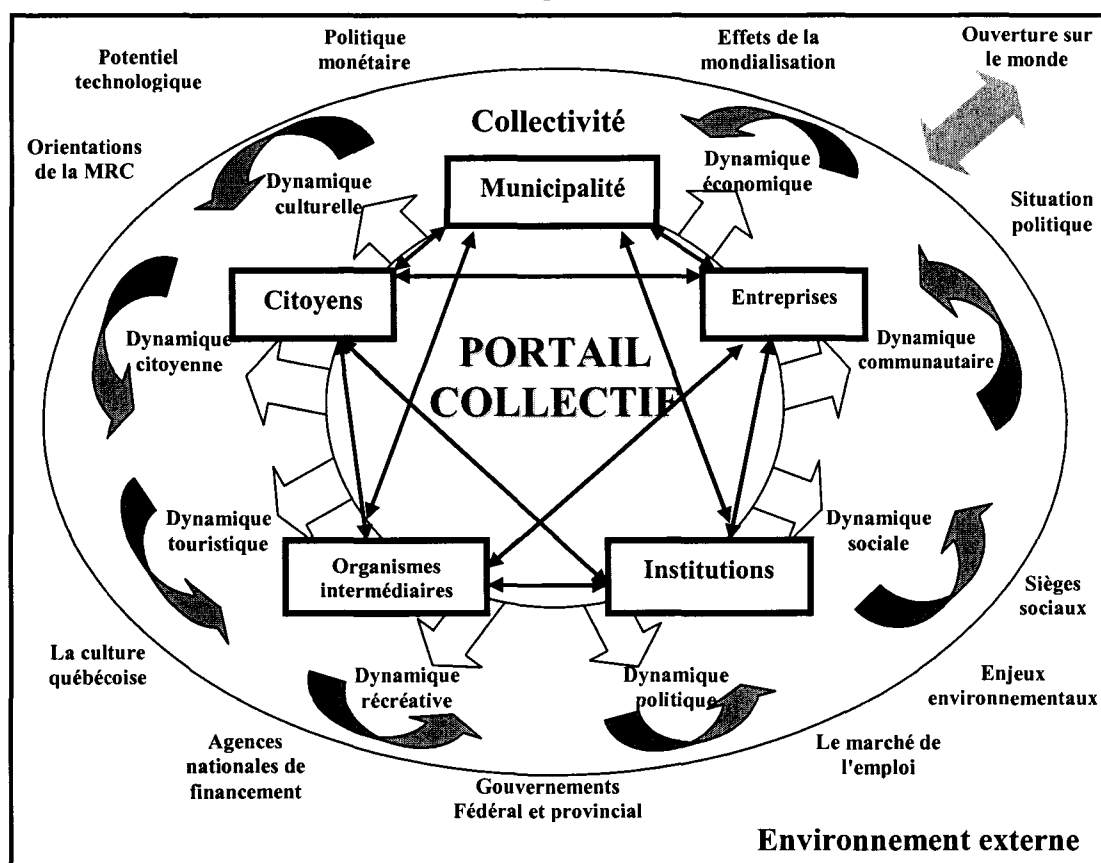 Potentiel
technologique
Politique
monétaire
Effets de la
mondialisation
Ouverture sur
le monde
Orientations
de la MRC
Collectivité
Dynamique
culturelle
Municipalité
Dynamique
économique
Situation
politique
Citoyens
Entreprises
Dynamique
citoyenne
PORTAIL
COLLECTIF
Dynamique
communautaire
Dynamique
touristique
Organismes
intermédiaires
Institutions
Dynamique
sociale
Sièges
sociaux
La culture
québécoise
Dynamique
récréative
Dynamique
politique
Enjeux
environnementaux
Agences
nationales de
financement
Gouvernements
Fédéral et provincial
Le marché de
l'emploi
Environnement externe